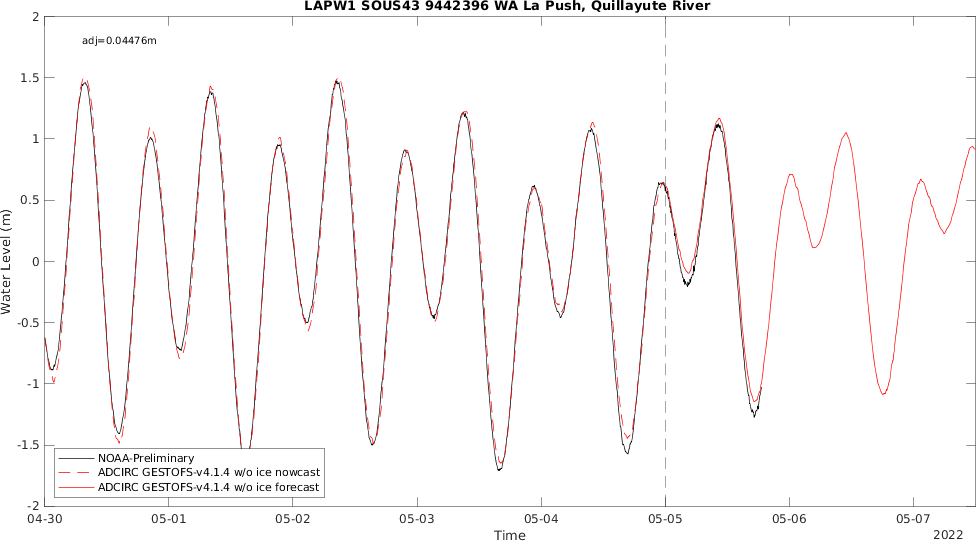 LAPW1 SOUS43 9442396 WA La Push, Quillayute River
adj=0.04476m
2
1.5
1
0.5
0
-0.5
-1
-1.5
-2
Water Level (m)
NOAA-Preliminary
ADCIRC GESTOFS-v4.1.4 w/o ice nowcast
ADCIRC GESTOFS-v4.1.4 w/o ice forecast
04-30 05-01 05-02 05-03 05-04 05-05 05-06 05-07
Time
2022